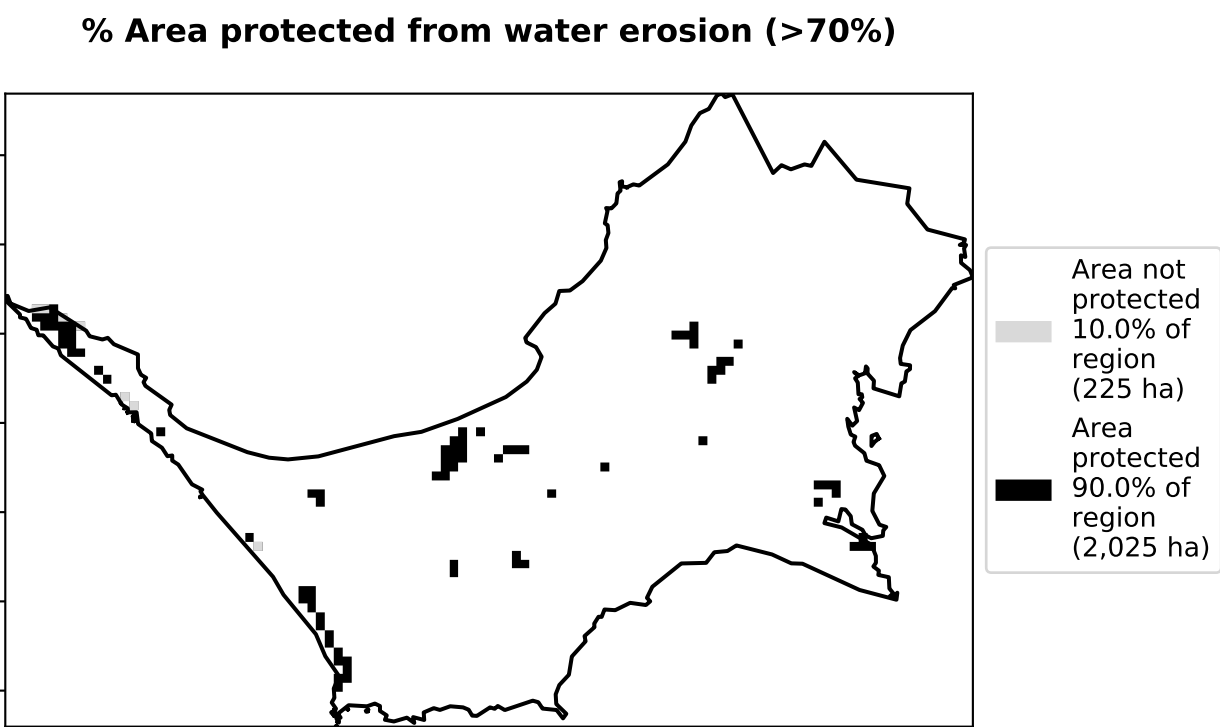 % Area protected from water erosion (>70%)
Area not
protected
10.0% of
region
(225 ha)
Area
protected
90.0% of
region
(2,025 ha)